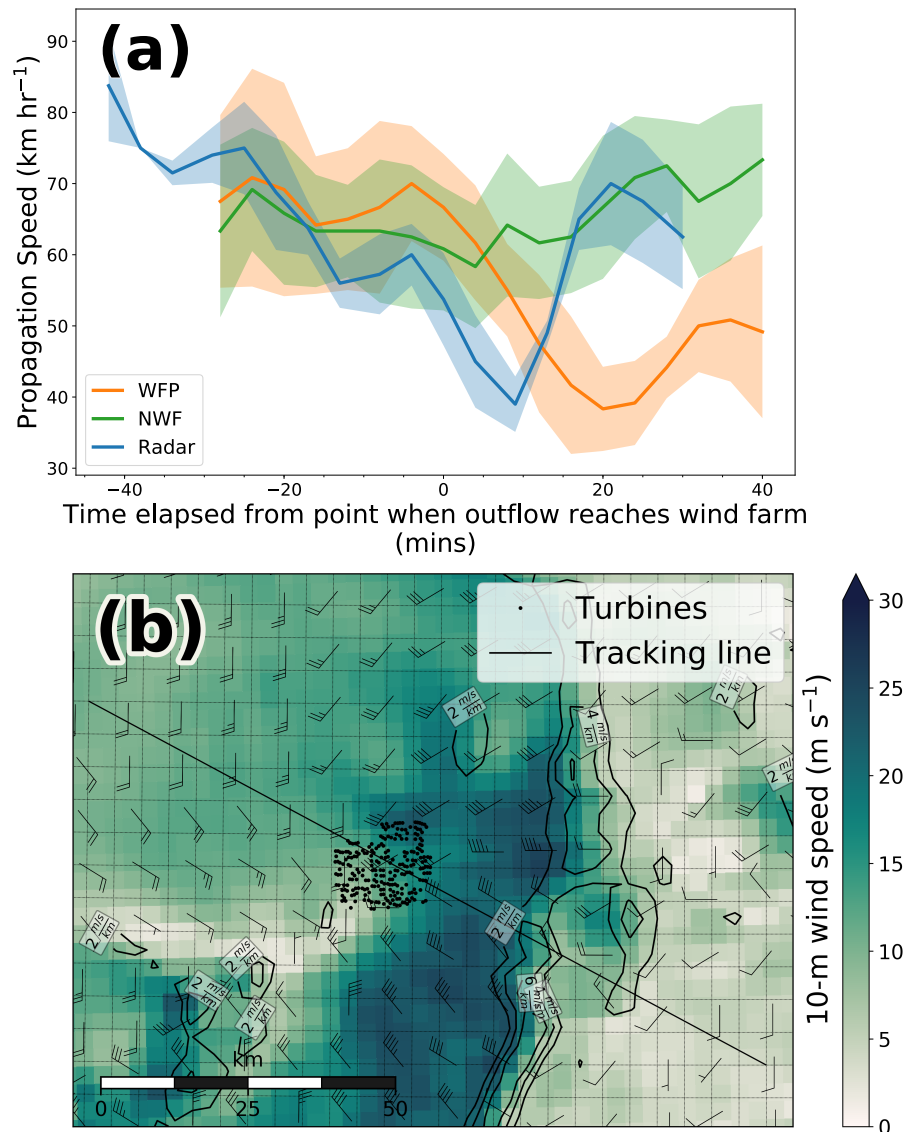 (a)
90
80
70
60
50
40
30
Propagation Speed (km hr⁻¹)
WFP
NWF
Radar
−40
−20
0
20
40
Time elapsed from point when outflow reaches wind farm
(mins)
(b)
Turbines
Tracking line
2 m/s km
4 m/s km
2 m/s km
2 m/s km
2 m/s km
2 m/s km
2 m/s km
2 m/s km
2 m/s km
6 m/s km
km
0
25
50
30
25
20
15
10
5
0
10-m wind speed (m s⁻¹)